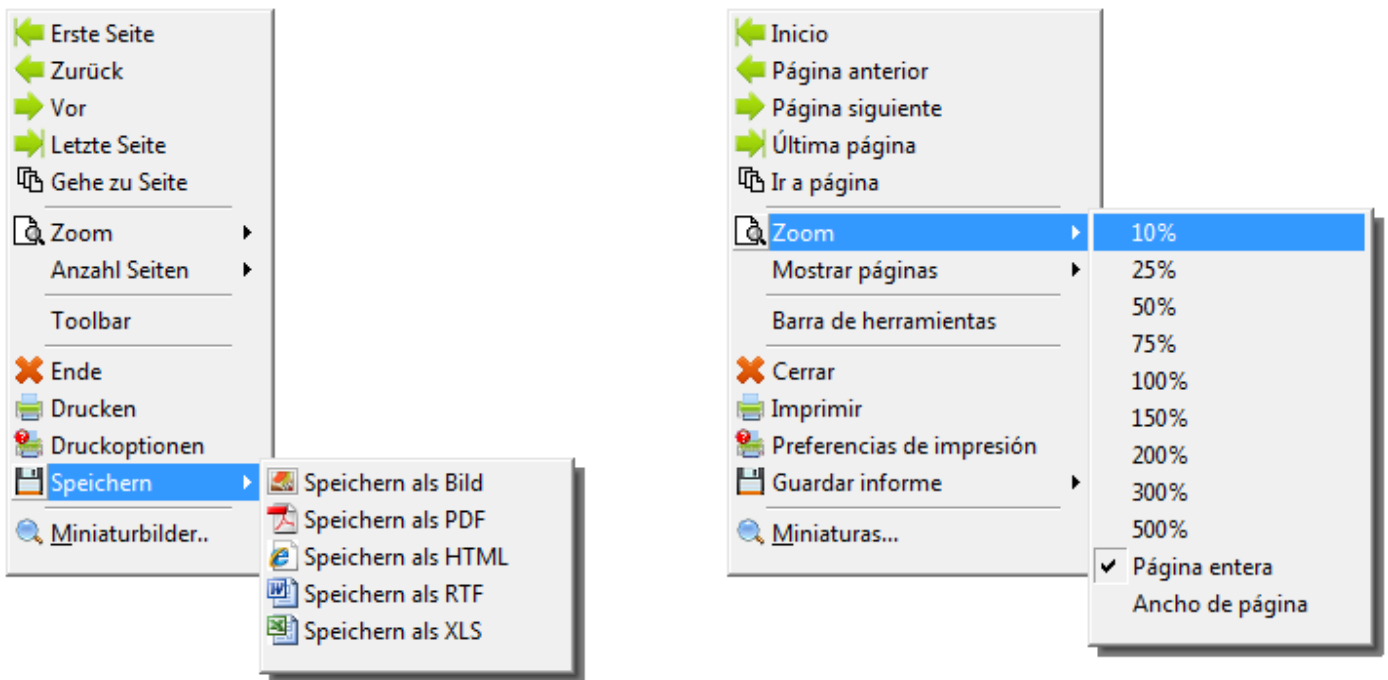 Erste Seite
Zurück
Vor
Letzte Seite
Gehe zu Seite
Zoom
Anzahl Seiten
Toolbar
Ende
Drucken
Druckoptionen
Speichern
Miniaturbilder..
Speichern als Bild
Speichern als PDF
Speichern als HTML
Speichern als RTF
Speichern als XLS
Inicio
Página anterior
Página siguiente
Última página
Ir a página
Zoom
Mostrar páginas
Barra de herramientas
Cerrar
Imprimir
Preferencias de impresión
Guardar informe
Miniaturas...
10%
25%
50%
75%
100%
150%
200%
300%
500%
Página entera
Ancho de página